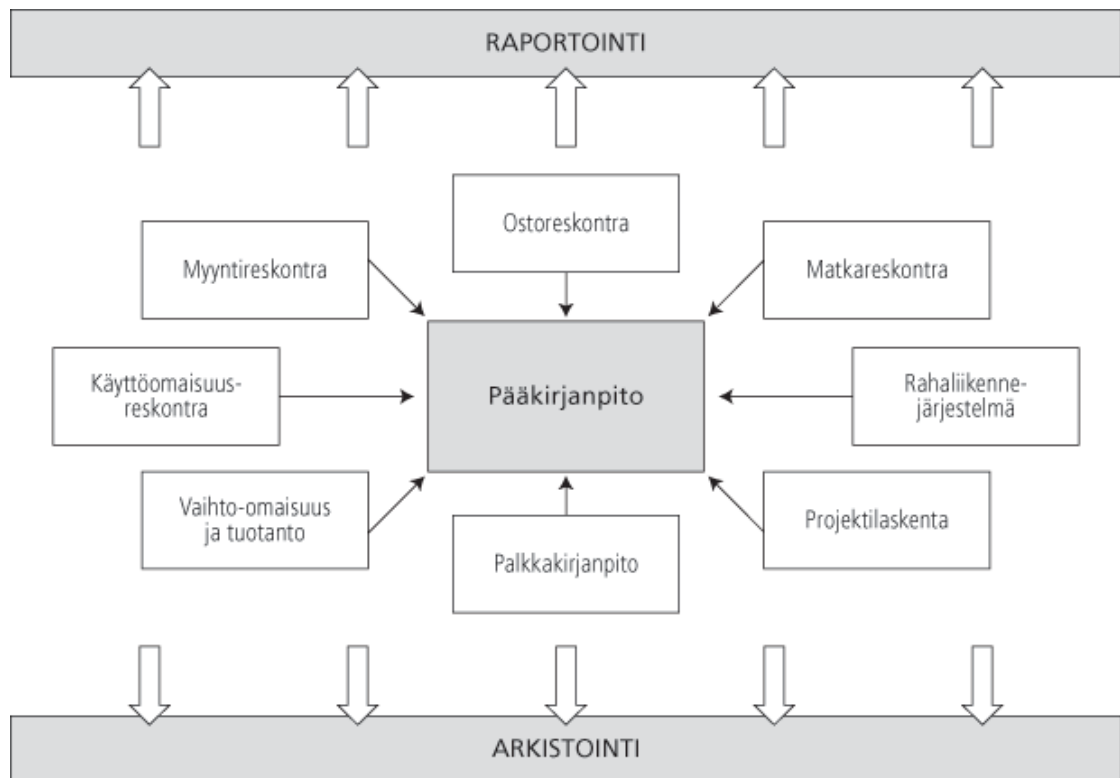 RAPORTOINTI
Ostoreskontra
Myyntireskontra
Matkareskontra
Käyttöomaisuus-
reskontra
Pääkirjanpito
Rahaliikenne-
järjestelmä
Vaihto-omaisuus
ja tuotanto
Palkkakirjanpito
Projektilaskenta
ARKISTOINTI